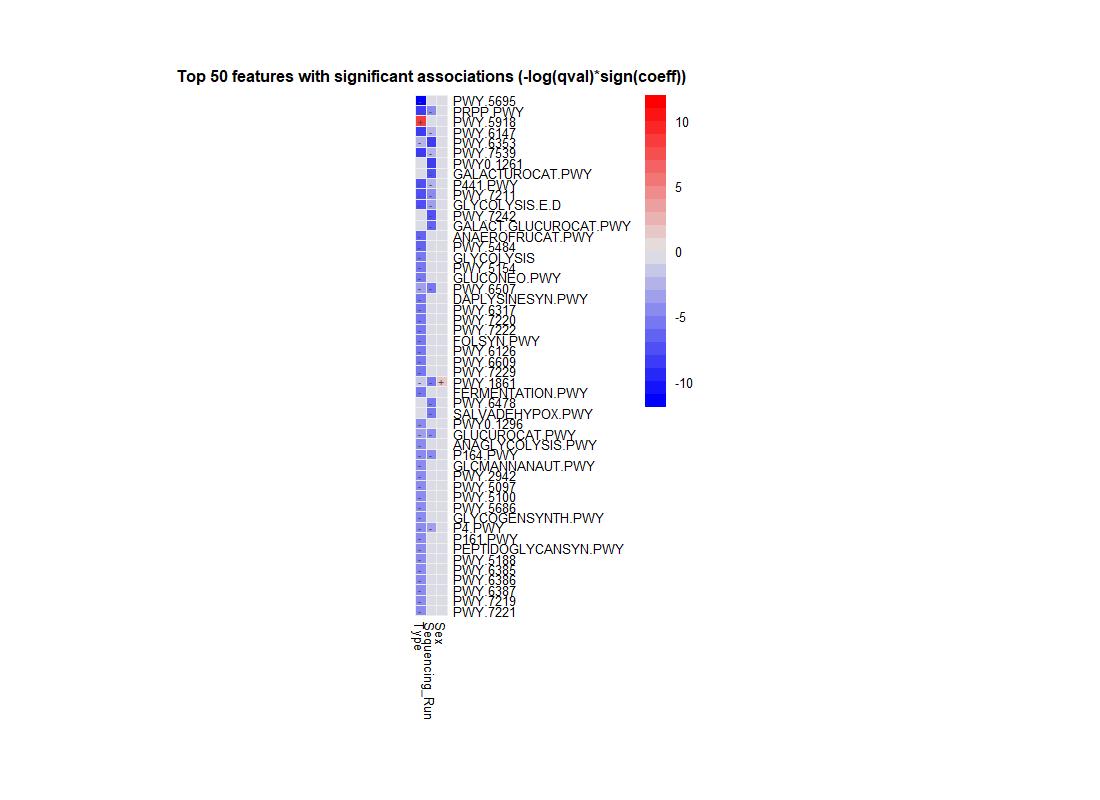 Top 50 features with significant associations (-log(qval)*sign(coeff))
PWY.5695
PRPP.PWY
PWY.5918
PWY.6147
PWY.6353
PWY.7539
PWY0.1261
GALACTUROCAT.PWY
P441.PWY
PWY.7211
GLYCOLYSIS.E.D
PWY.7242
GALACT.GLUCUROCAT.PWY
ANAEROFRUCAT.PWY
PWY.5484
GLYCOLYSIS
PWY.5154
GLUCONEO.PWY
PWY.6507
DAPLYSINESYN.PWY
PWY.6317
PWY.7220
PWY.7222
FOLSYN.PWY
PWY.6126
PWY.6609
PWY.7229
PWY.1861
FERMENTATION.PWY
PWY.6478
SALVADEHYPOX.PWY
PWY0.1296
GLUCUROCAT.PWY
ANAGLYCOLYSIS.PWY
P164.PWY
GLCMANNANAUT.PWY
PWY.2942
PWY.5097
PWY.5100
PWY.5686
GLYCOGENSYNTH.PWY
P4.PWY
P161.PWY
PEPTIDOGLYCANSYN.PWY
PWY.5188
PWY.6385
PWY.6386
PWY.6387
PWY.7219
PWY.7221
Type
Sequencing_Run
Sex
10
5
0
-5
-10